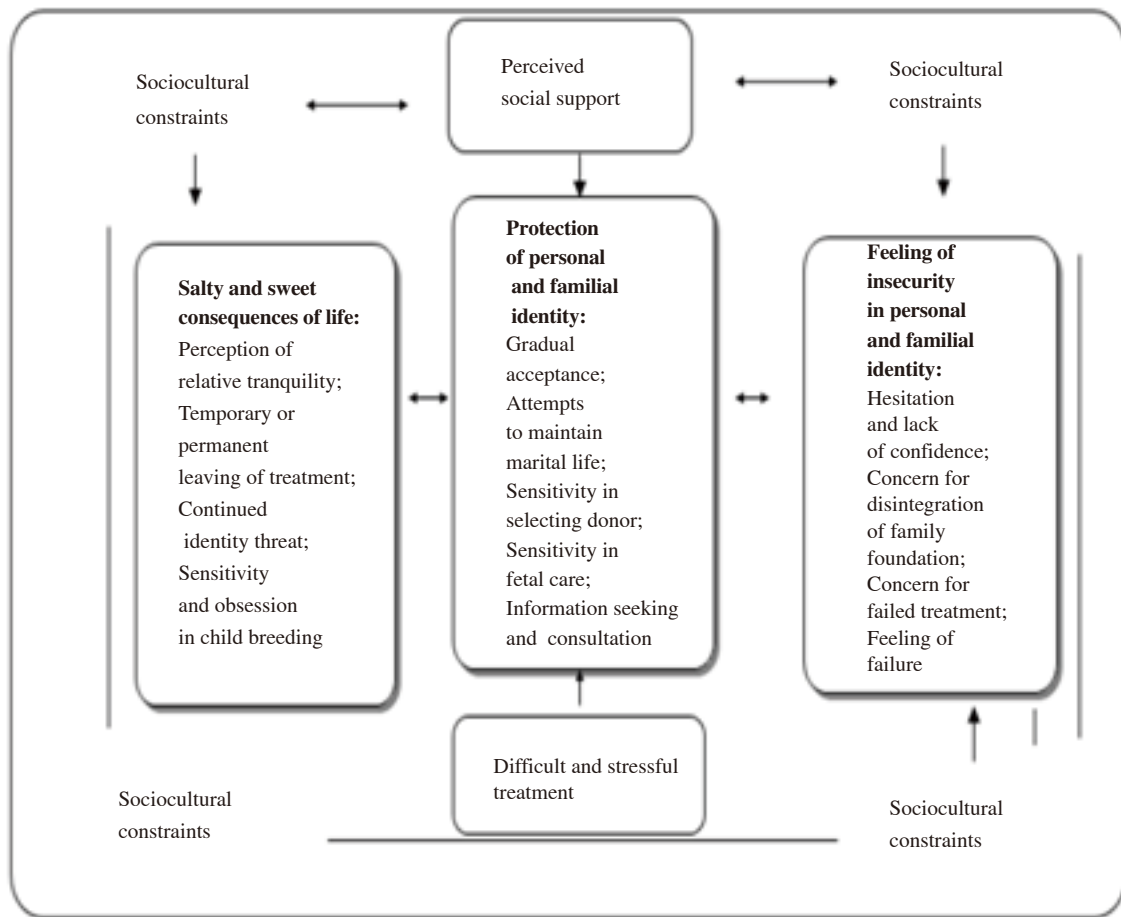 Sociocultural
constraints
Perceived
social support
Sociocultural
constraints
Salty and sweet
consequences of life:
Perception of
relative tranquility;
Temporary or
permanent
leaving of treatment;
Continued
identity threat;
Sensitivity
and obsession
in child breeding
Protection
of personal
and familial
identity:
Gradual
acceptance;
Attempts
to maintain
marital life;
Sensitivity in
selecting donor;
Sensitivity in
fetal care;
Information seeking
and consultation
Feeling of
insecurity
in personal
and familial
identity:
Hesitation
and lack
of confidence;
Concern for
disintegration
of family
foundation;
Concern for
failed treatment;
Feeling of
failure
Sociocultural
constraints
Difficult and stressful
treatment
Sociocultural
constraints